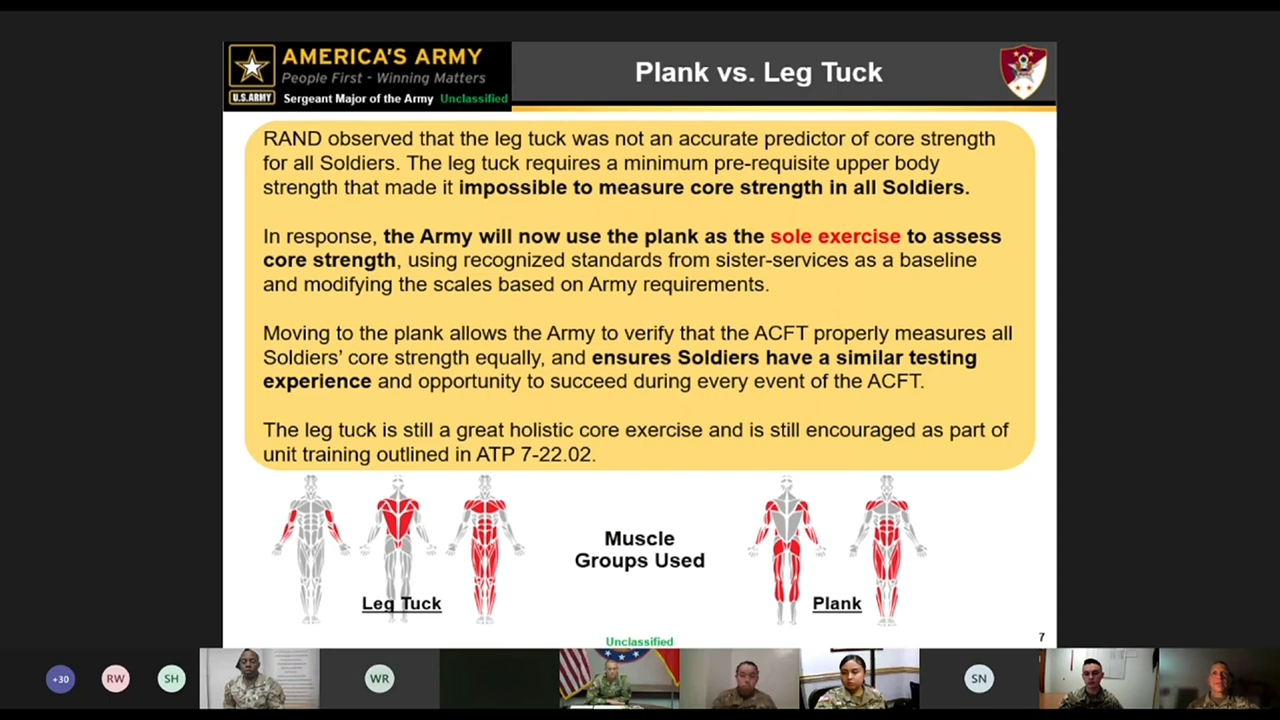 AMERICA'S ARMY
People First - Winning Matters
U.S.ARMY
Sergeant Major of the Army Unclassified
Plank vs. Leg Tuck
RAND observed that the leg tuck was not an accurate predictor of core strength
for all Soldiers. The leg tuck requires a minimum pre-requisite upper body
strength that made it impossible to measure core strength in all Soldiers.
In response, the Army will now use the plank as the sole exercise to assess
core strength, using recognized standards from sister-services as a baseline
and modifying the scales based on Army requirements.
Moving to the plank allows the Army to verify that the ACFT properly measures all
Soldiers' core strength equally, and ensures Soldiers have a similar testing
experience and opportunity to succeed during every event of the ACFT.
The leg tuck is still a great holistic core exercise and is still encouraged as part of
unit training outlined in ATP 7-22.02.
Muscle
Groups Used
Leg Tuck
Plank
Unclassified
7
+30
RW
SH
WR
SN